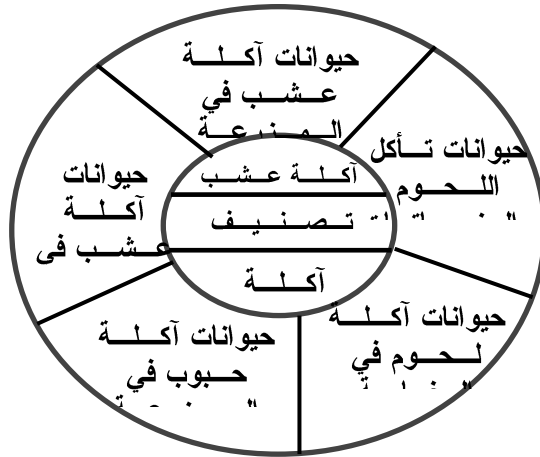 حيوانات آكلة
عشب في
المزرعة
حيوانات تأكل
اللحوم
حيوانات
آكلة
عشب في
آكلة عشب
تصنيف
آكلة
حيوانات آكلة
حبوب في
حيوانات آكلة
لحوم في